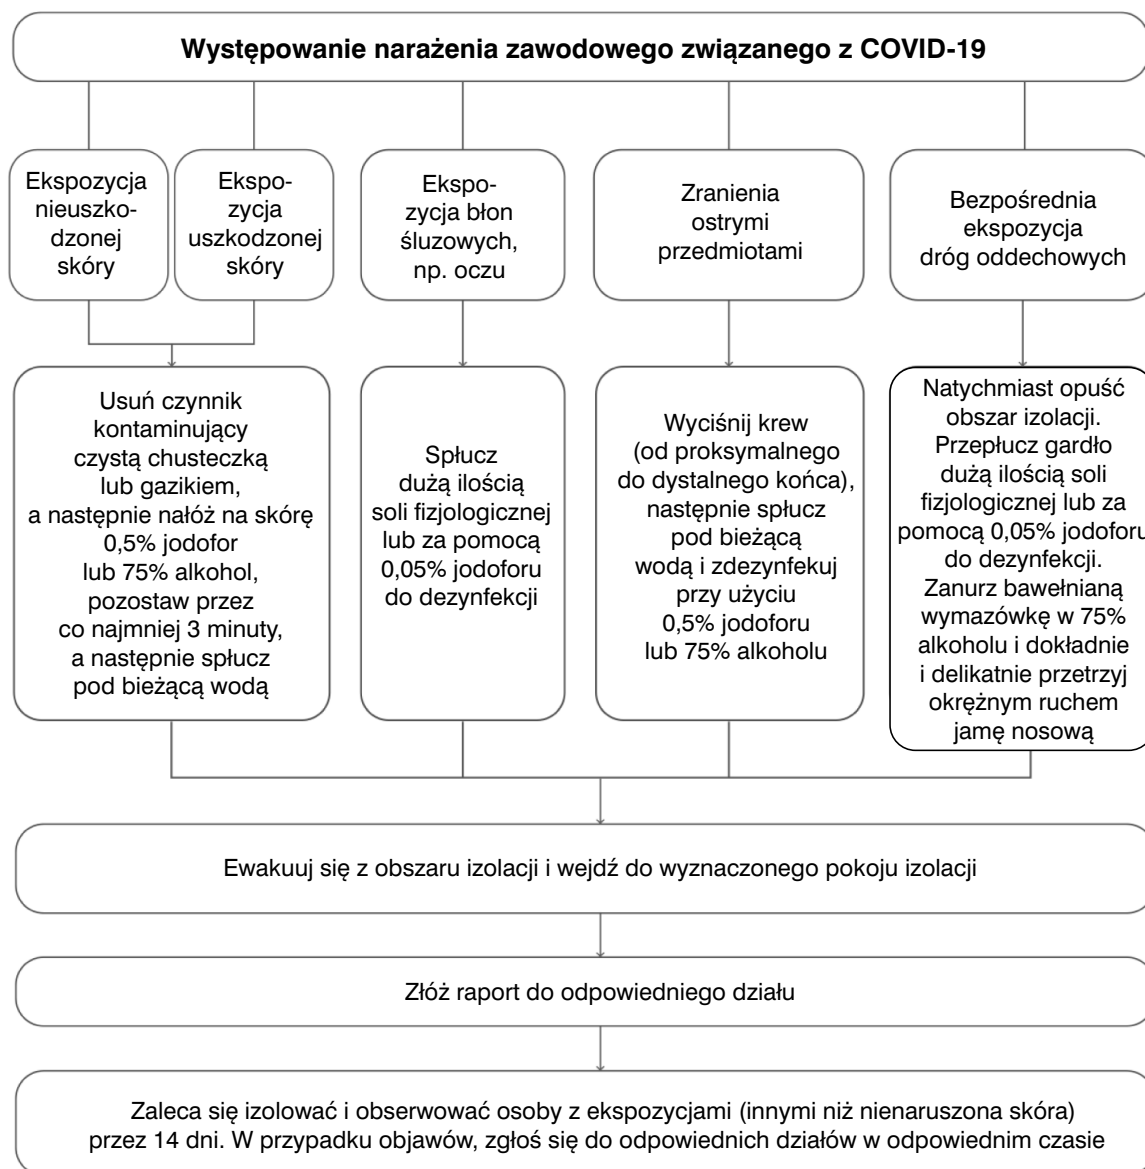 Występowanie narażenia zawodowego związanego z COVID-19
Ekspozycja
nieuszko-
dzonej
skóry
Ekspo-
zycja
uszkodzonej
skóry
Ekspo-
zycja błon
śluzowych,
np. oczu
Zranienia
ostrymi
przedmiotami
Bezpośrednia
ekspozycja
dróg oddechowych
Usuń czynnik
kontaminujący
czystą chusteczką
lub gazikiem,
a następnie nałóż na skórę
0,5% jodofor
lub 75% alkohol,
pozostaw przez
co najmniej 3 minuty,
a następnie spłucz
pod bieżącą wodą
Spłucz
dużą ilością
soli fizjologicznej
lub za pomocą
0,05% jodoforu
do dezynfekcji
Wyciśnij krew
(od proksymalnego
do dystalnego końca),
następnie spłucz
pod bieżącą
wodą i zdezynfekuj
przy użyciu
0,5% jodoforu
lub 75% alkoholu
Natychmiast opuść
obszar izolacji.
Przepłucz gardło
dużą ilością soli
fizjologicznej lub za
pomocą 0,05% jodoforu
do dezynfekcji.
Zanurz bawełnianą
wymazówkę w 75%
alkoholu i dokładnie
i delikatnie przetrzyj
okrężnym ruchem
jamę nosową
Ewakuuj się z obszaru izolacji i wejdź do wyznaczonego pokoju izolacji
Złóż raport do odpowiedniego działu
Zaleca się izolować i obserwować osoby z ekspozycjami (innymi niż nienaruszona skóra)
przez 14 dni. W przypadku objawów, zgłoś się do odpowiednich działów w odpowiednim czasie